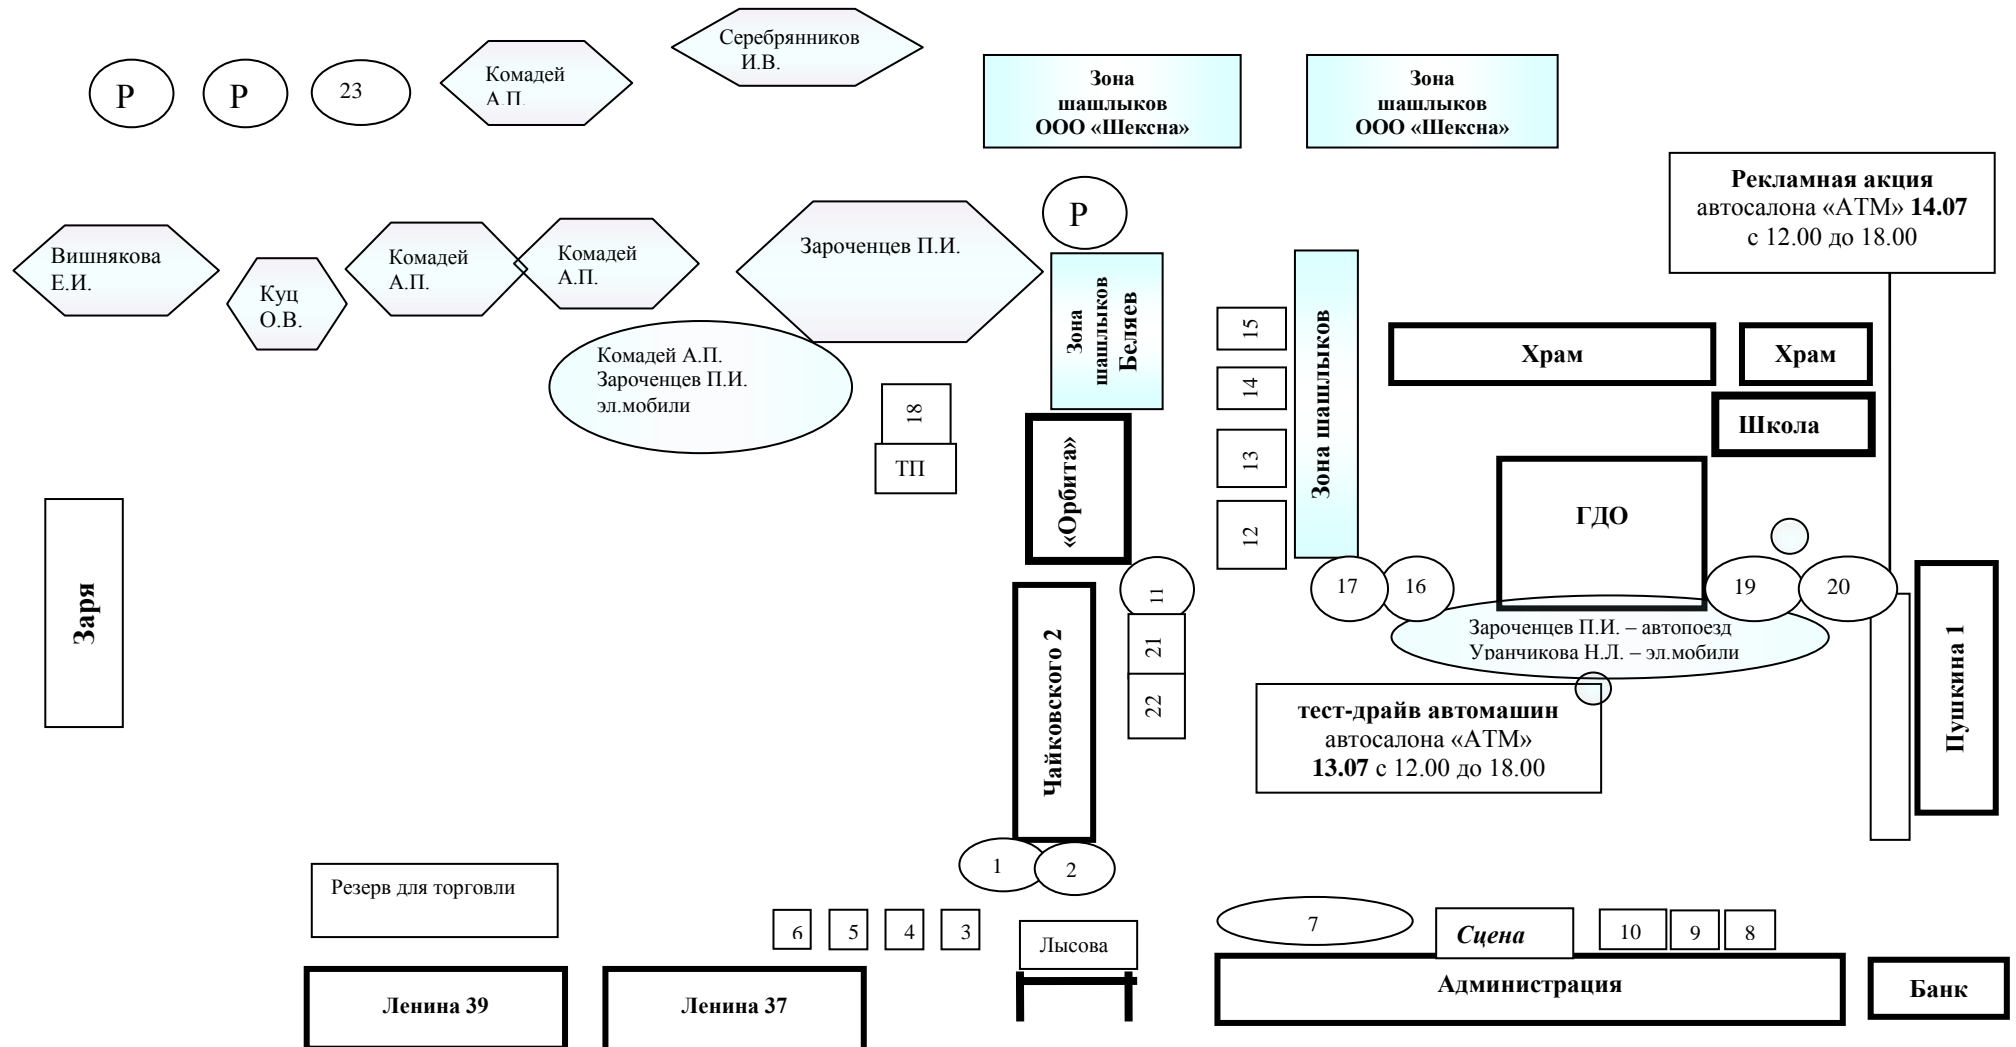 Серебрянников
И.В.
Р
Р
23
Комадей
А.П.
Зона
шашлыков
ООО «Шексна»
Зона
шашлыков
ООО «Шексна»
Рекламная акция
автосалона «АТМ» 14.07
с 12.00 до 18.00
Р
Вишнякова
Е.И.
Куц
О.В.
Комадей
А.П.
Комадей
А.П.
Зароченцев П.И.
Зона
шашлыков
Беляев
15
14
13
12
Зона шашлыков
Храм
Храм
Школа
Комадей А.П.
Зароченцев П.И.
эл.мобили
18
ТП
«Орбита»
ГДО
Заря
11
21
22
17
16
19
20
Зароченцев П.И. – автопоезд
Уранчикова Н.Л. – эл.мобили
Чайковского 2
тест-драйв автомашин
автосалона «АТМ»
13.07 с 12.00 до 18.00
Пушкина 1
1
2
Резерв для торговли
6
5
4
3
Лысова
7
Сцена
10
9
8
Ленина 39
Ленина 37
Администрация
Банк